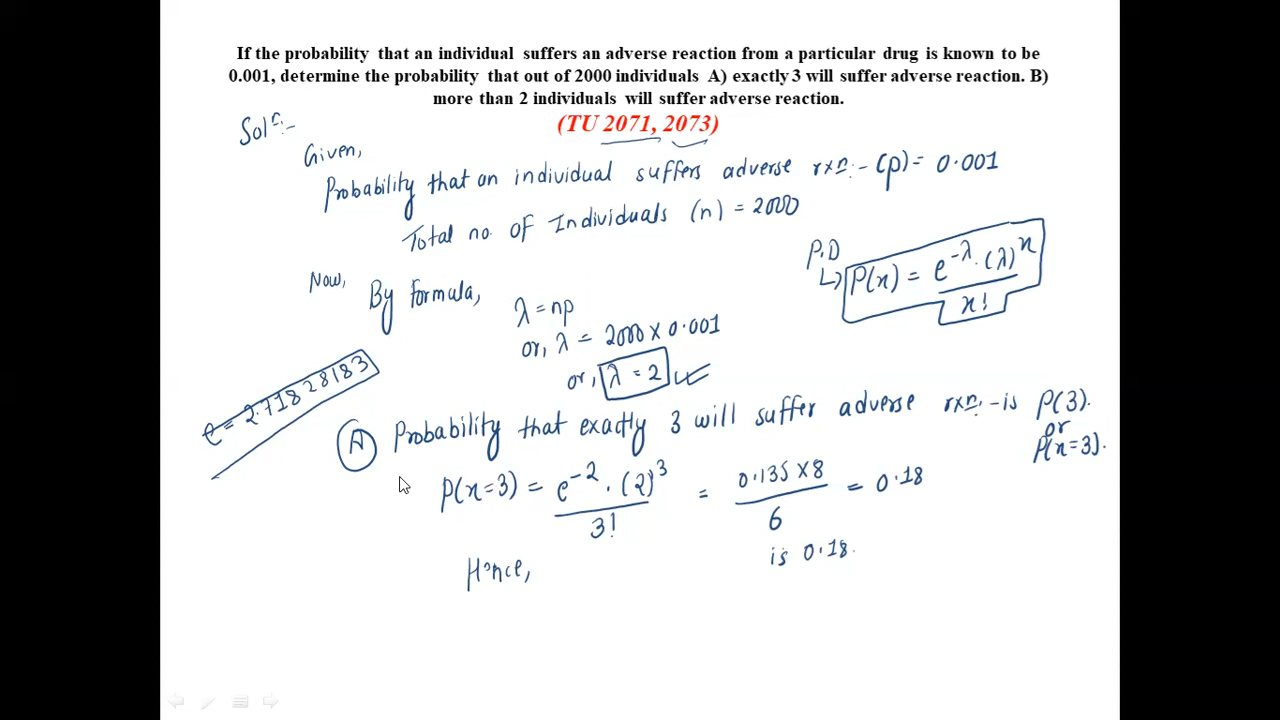 If the probability that an individual suffers an adverse reaction from a particular drug is known to be
0.001, determine the probability that out of 2000 individuals A) exactly 3 will suffer adverse reaction. B)
more than 2 individuals will suffer adverse reaction.
(TU 2071, 2073)
Solⁿ:-
Given,
Probability that an individual suffers adverse rxn:- (p) = 0.001
Total no. of Individuals (n) = 2000
P.D
↳ P(x) = e^-λ · (λ)^x / x!
Now, By formula,
λ = np
or, λ = 2000 × 0.001
or, λ = 2
e = 2.71828183
A Probability that exactly 3 will suffer adverse rxn:- is P(3).
or
P(x=3).
P(x=3) = e^-2 · (2)^3 / 3! = 0.135 × 8 / 6 = 0.18
Hence, is 0.18.